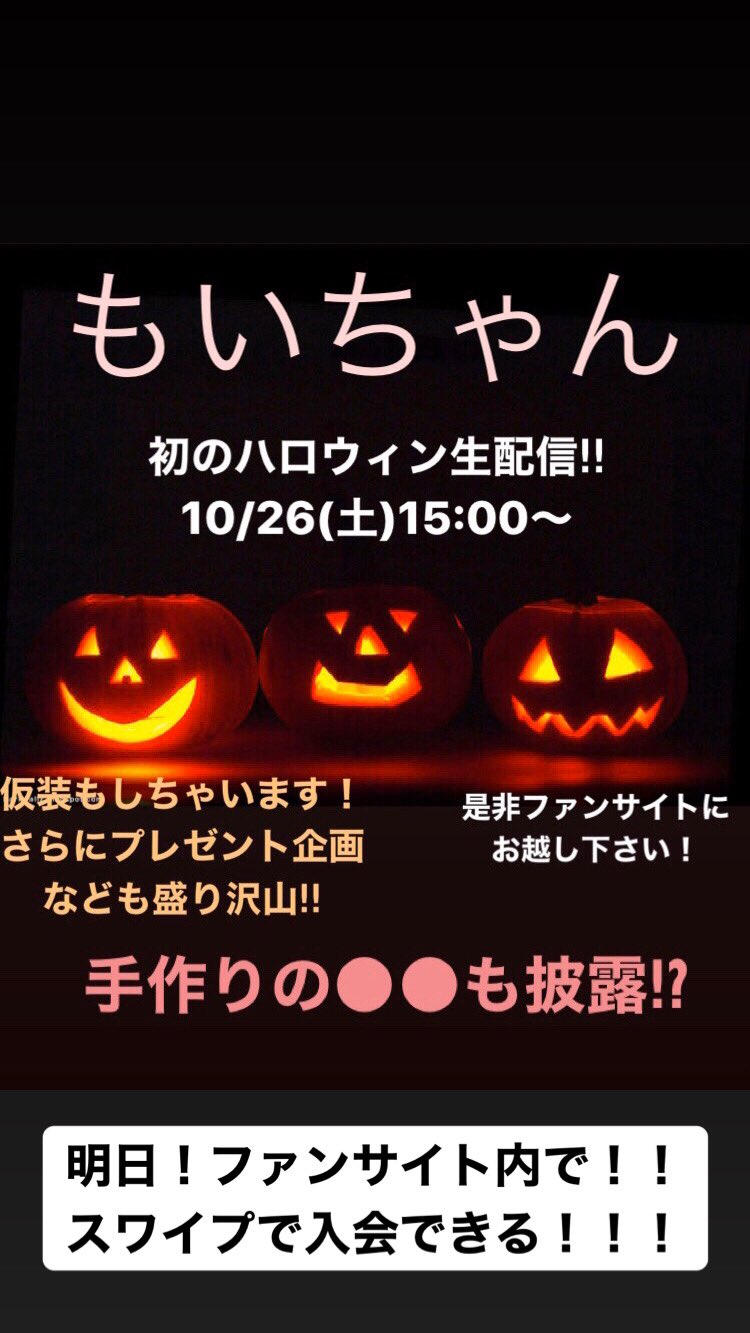 もいちゃん
初のハロウィン生配信!!
10/26(土)15:00〜
仮装もしちゃいます！
さらにプレゼント企画
なども盛り沢山!!
是非ファンサイトに
お越し下さい！
手作りの●●も披露!?
明日！ファンサイト内で！！
スワイプで入会できる！！！